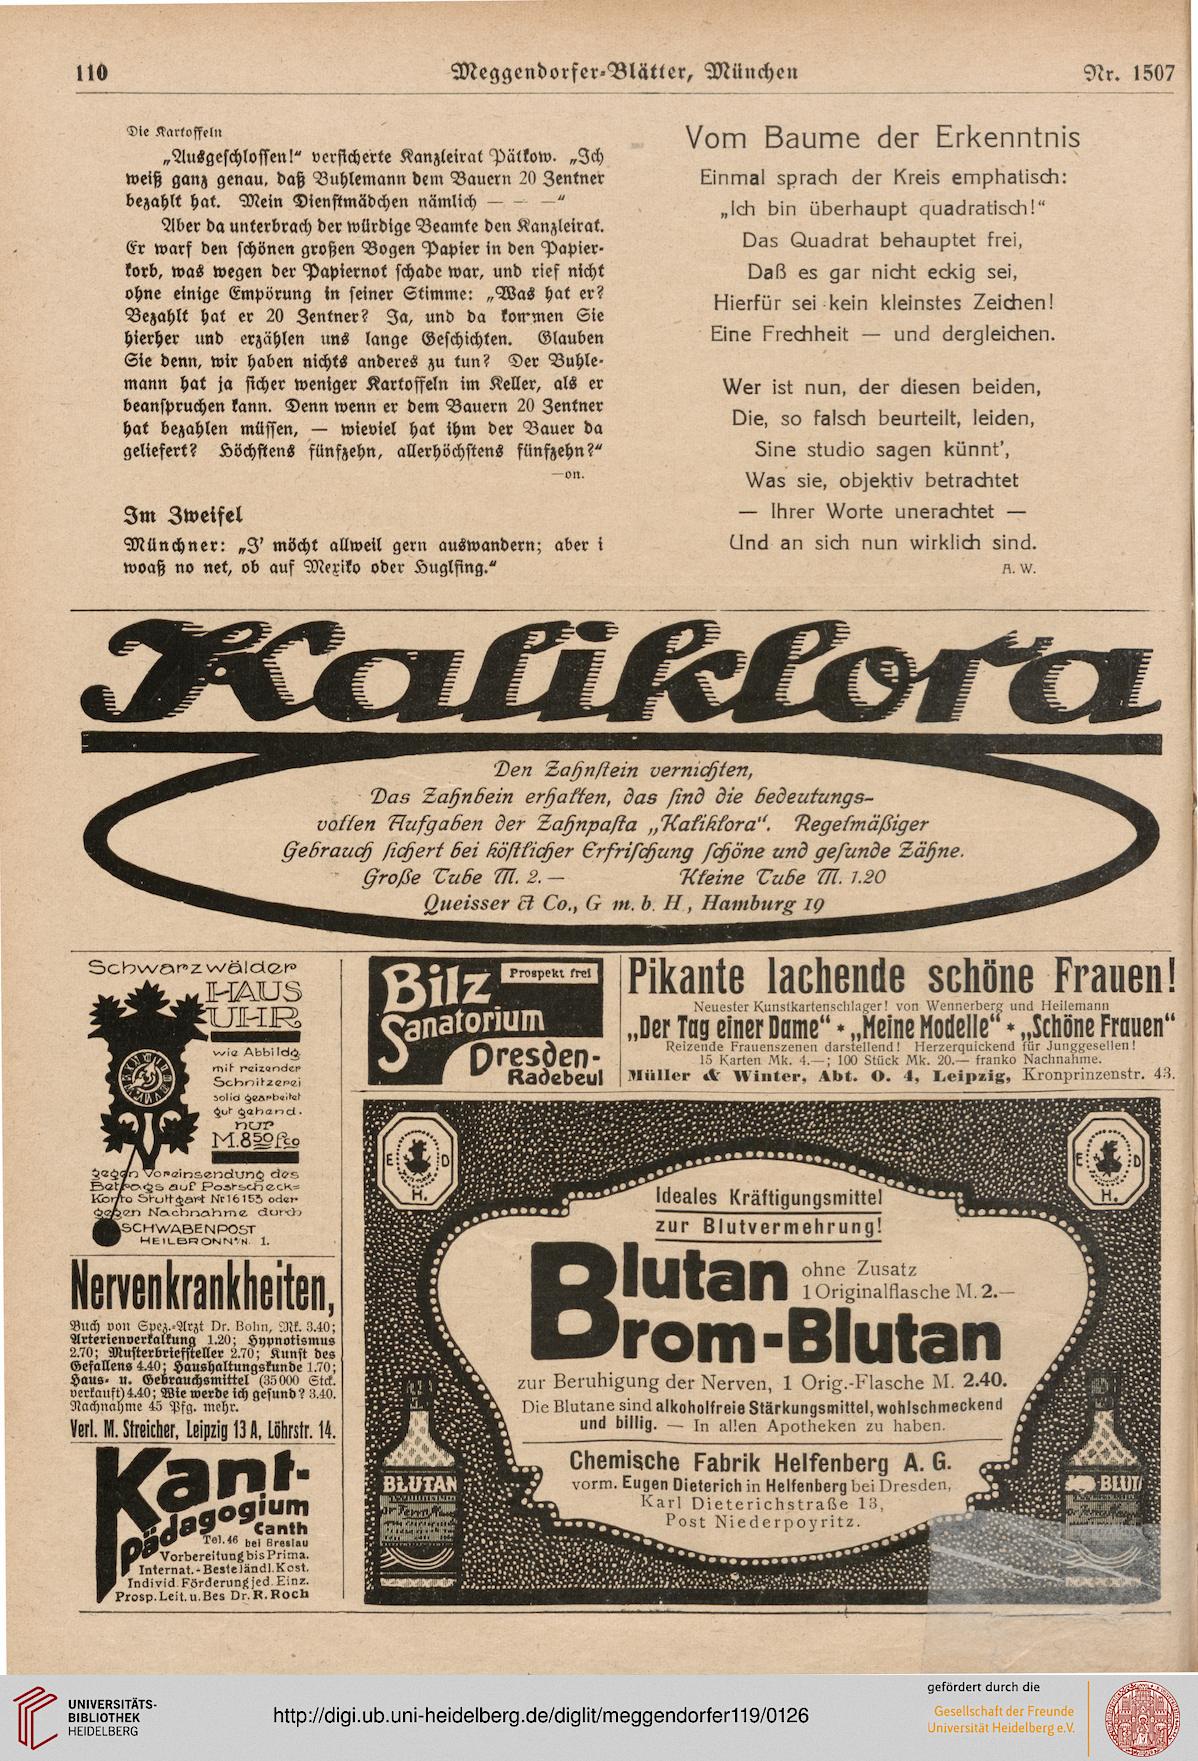 110
Meggendorfer-Blätter, München
Nr. 1507
Die Kartoffeln
„Ausgeschlossen!“ versicherte Kanzleirat Pätkow. „Ich
weiß ganz genau, daß Buhlemann dem Bauern 20 Zentner
bezahlt hat. Mein Dienstmädchen nämlich — — —“
Aber da unterbrach der würdige Beamte den Kanzleirat.
Er warf den schönen großen Bogen Papier in den Papier-
korb, was wegen der Papiernot schade war, und rief nicht
ohne einige Empörung in seiner Stimme: „Was hat er?
Bezahlt hat er 20 Zentner? Ja, und da kommen Sie
hierher und erzählen uns lange Geschichten. Glauben
Sie denn, wir haben nichts anderes zu tun? Der Buhle-
mann hat ja sicher weniger Kartoffeln im Keller, als er
beanspruchen kann. Denn wenn er dem Bauern 20 Zentner
hat bezahlen müssen, — wieviel hat ihm der Bauer da
geliefert? Höchstens fünfzehn, allerhöchstens fünfzehn?“
—on.
Im Zweifel
Münchner: „I' möcht allweil gern auswandern; aber i
woaß no net, ob auf Mexiko oder Huglfing.“
Vom Baume der Erkenntnis
Einmal sprach der Kreis emphatisch:
„Ich bin überhaupt quadratisch!“
Das Quadrat behauptet frei,
Daß es gar nicht eckig sei,
Hierfür sei kein kleinstes Zeichen!
Eine Frechheit — und dergleichen.
Wer ist nun, der diesen beiden,
Die, so falsch beurteilt, leiden,
Sine studio sagen künnt',
Was sie, objektiv betrachtet
— Ihrer Worte unerachtet —
Und an sich nun wirklich sind.
A. W.
Kaliklora
Den Zahnstein vernichten,
Das Zahnbein erhalten, das sind die bedeutungs-
vollen Aufgaben der Zahnpasta „Kaliklora“. Regelmäßiger
Gebrauch sichert bei köstlicher Erfrischung schöne und gesunde Zähne.
Große Tube M. 2.— Kleine Tube M. 1.20
Queisser & Co., G m. b. H., Hamburg 19
Schwarzwälder
HAUS
UHR
wie Abbildg.
mit reizender
Schnitzerei
solid gearbeitet
gut gehend.
nur
M. 8.50 fco
gegen Voreinsendung des
Betrags auf Postscheck-
Konto Stuttgart Nr. 16153 oder
gegen Nachnahme durch
SCHWABENPOST
HEILBRONN a/N. 1.
Nervenkrankheiten,
Buch von Spez.-Arzt Dr. Bohn, Mk. 3.40;
Arterienverkalkung 1.20; Hypnotismus
2.70; Musterbriefsteller 2.70; Kunst des
Gefallens 4.40; Haushaltungskunde 1.70;
Haus- u. Gebrauchsmittel (35000 Stck.
verkauft) 4.40; Wie werde ich gesund? 3.40.
Nachnahme 45 Pfg. mehr.
Verl. M. Streicher, Leipzig 13 A, Löhrstr. 14.
Kant-
Pädagogium
Canth
Tel. 46 bei Breslau
Vorbereitung bis Prima.
Internat.-Beste ländl. Kost.
Individ. Förderung jed. Einz.
Prosp. Leit. u. Bes Dr. R. Roch
Bilz
Prospekt frei
Sanatorium
Dresden-
Radebeul
Pikante lachende schöne Frauen!
Neuester Kunstkartenschlager! von Wennerberg und Heilemann
„Der Tag einer Dame“ * „Meine Modelle“ * „Schöne Frauen“
Reizende Frauenszenen darstellend! Herzerquickend für Junggesellen!
15 Karten Mk. 4.—; 100 Stück Mk. 20.— franko Nachnahme.
Müller & Winter, Abt. O. 4, Leipzig, Kronprinzenstr. 43.
E D
H.
E D
H.
Ideales Kräftigungsmittel
zur Blutvermehrung!
Blutan ohne Zusatz
1 Originalflasche M. 2.—
Brom-Blutan
zur Beruhigung der Nerven, 1 Orig.-Flasche M. 2.40.
Die Blutane sind alkoholfreie Stärkungsmittel, wohlschmeckend
und billig. — In allen Apotheken zu haben.
Chemische Fabrik Helfenberg A. G.
vorm. Eugen Dieterich in Helfenberg bei Dresden,
Karl Dieterichstraße 13,
Post Niederpoyritz.
BLUTAN
BLUT
UNIVERSITÄTS-
BIBLIOTHEK
HEIDELBERG
http://digi.ub.uni-heidelberg.de/diglit/meggendorfer119/0126
gefördert durch die
Gesellschaft der Freunde
Universität Heidelberg e.V.